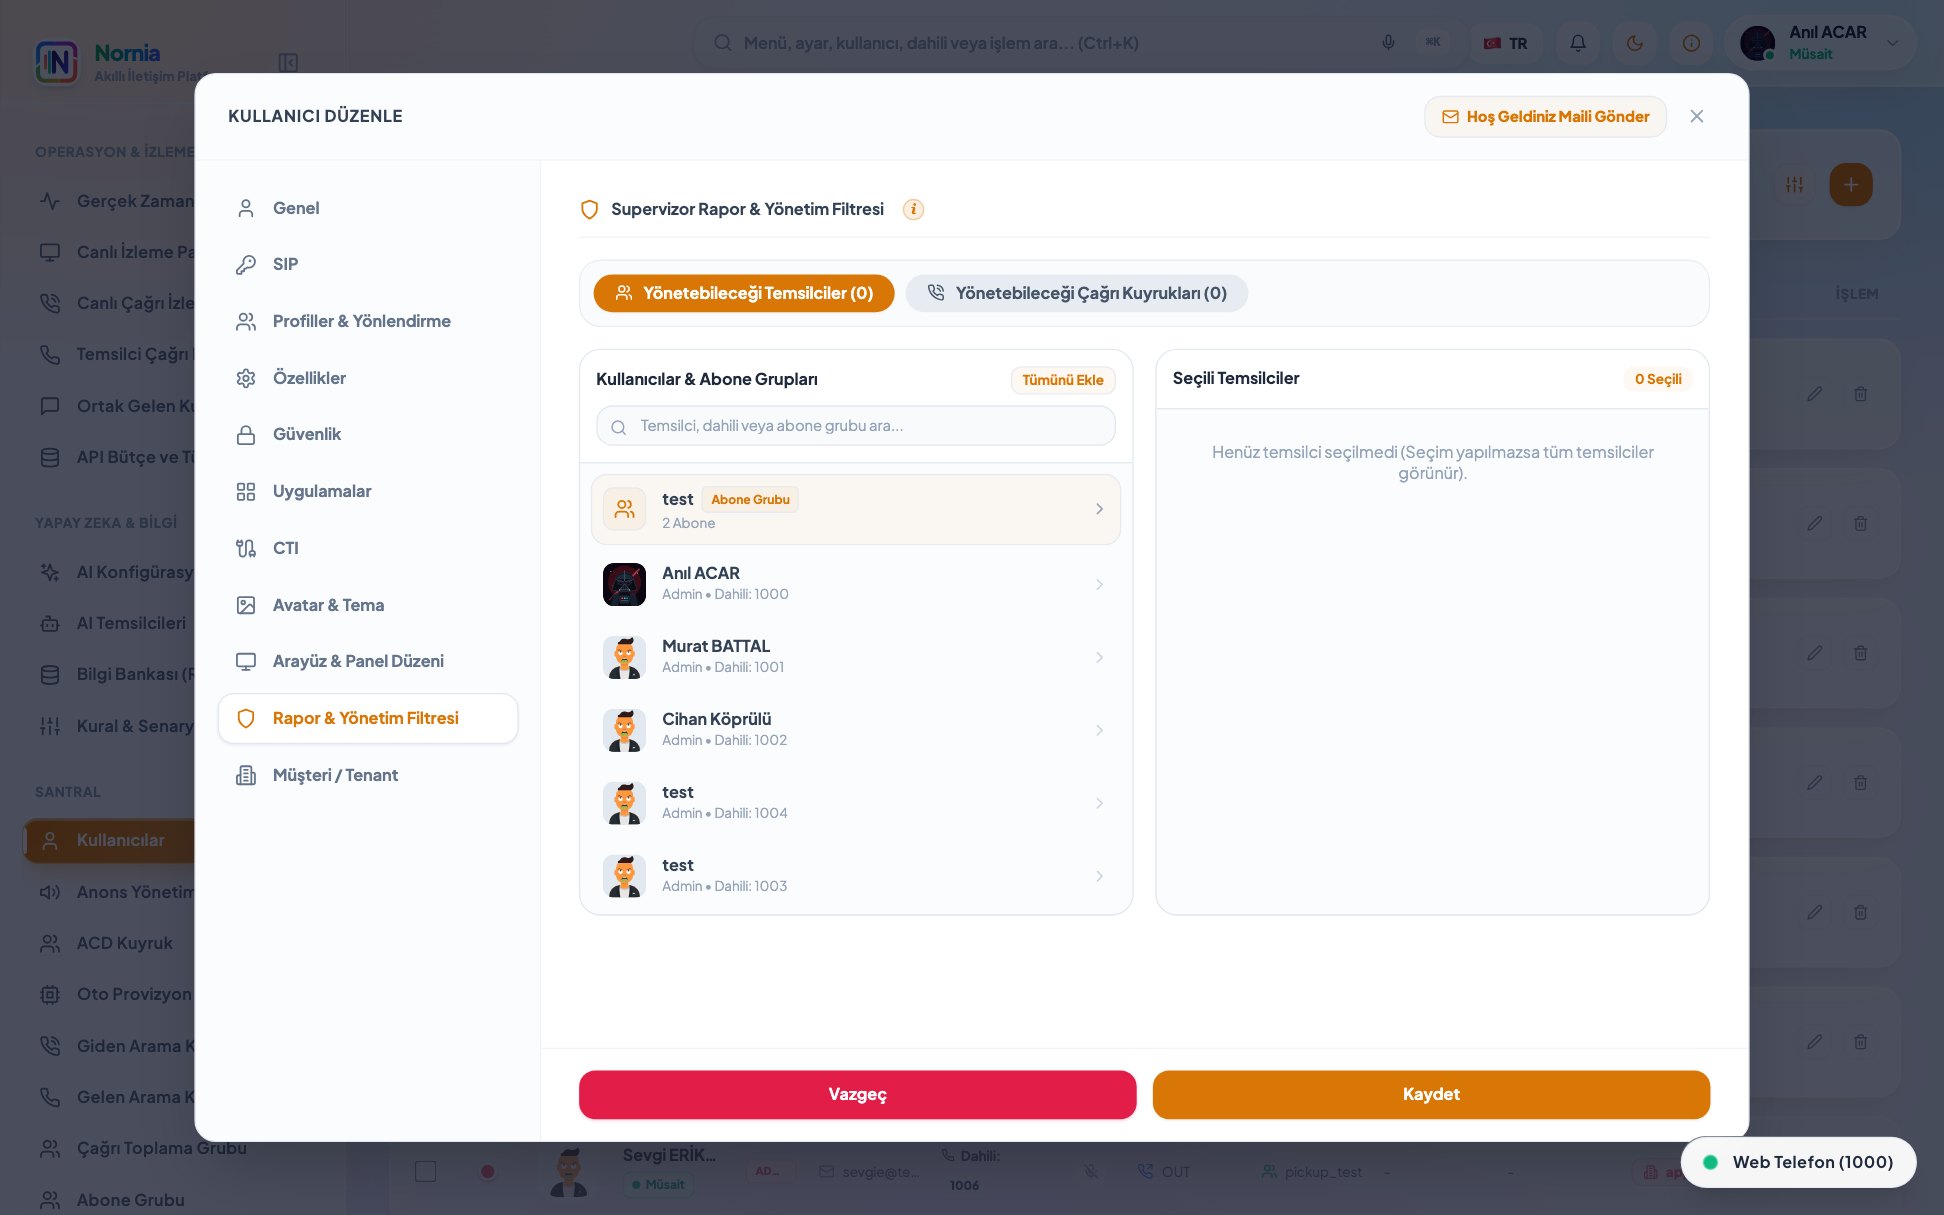 Nornia
Akıllı İletişim Platf
Menü, ayar, kullanıcı, dahili veya işlem ara... (Ctrl+K)
⌘K
TR
Anıl ACAR
Müsait
KULLANICI DÜZENLE
Hoş Geldiniz Maili Gönder
OPERASYON & İZLEME
Gerçek Zaman
Canlı İzleme Pa
Canlı Çağrı İzle
Temsilci Çağrı
Ortak Gelen Ku
API Bütçe ve Tü
YAPAY ZEKA & BİLGİ
AI Konfigürasy
AI Temsilcileri
Bilgi Bankası (R
Kural & Senary
SANTRAL
Kullanıcılar
Anons Yönetim
ACD Kuyruk
Oto Provizyon
Giden Arama K
Gelen Arama K
Çağrı Toplama Grubu
Abone Grubu
Genel
SIP
Profiller & Yönlendirme
Özellikler
Güvenlik
Uygulamalar
CTI
Avatar & Tema
Arayüz & Panel Düzeni
Rapor & Yönetim Filtresi
Müşteri / Tenant
Supervizor Rapor & Yönetim Filtresi
Yönetebileceği Temsilciler (0)
Yönetebileceği Çağrı Kuyrukları (0)
Kullanıcılar & Abone Grupları
Tümünü Ekle
Temsilci, dahili veya abone grubu ara...
test
Abone Grubu
2 Abone
Anıl ACAR
Admin • Dahili: 1000
Murat BATTAL
Admin • Dahili: 1001
Cihan Köprülü
Admin • Dahili: 1002
test
Admin • Dahili: 1004
test
Admin • Dahili: 1003
Seçili Temsilciler
0 Seçili
Henüz temsilci seçilmedi (Seçim yapılmazsa tüm temsilciler
görünür).
Vazgeç
Kaydet
İŞLEM
Sevgi ERİK...
Müsait
AD...
sevgie@te...
Dahili:
1006
OUT
pickup_test
-
-
ap
Web Telefon (1000)